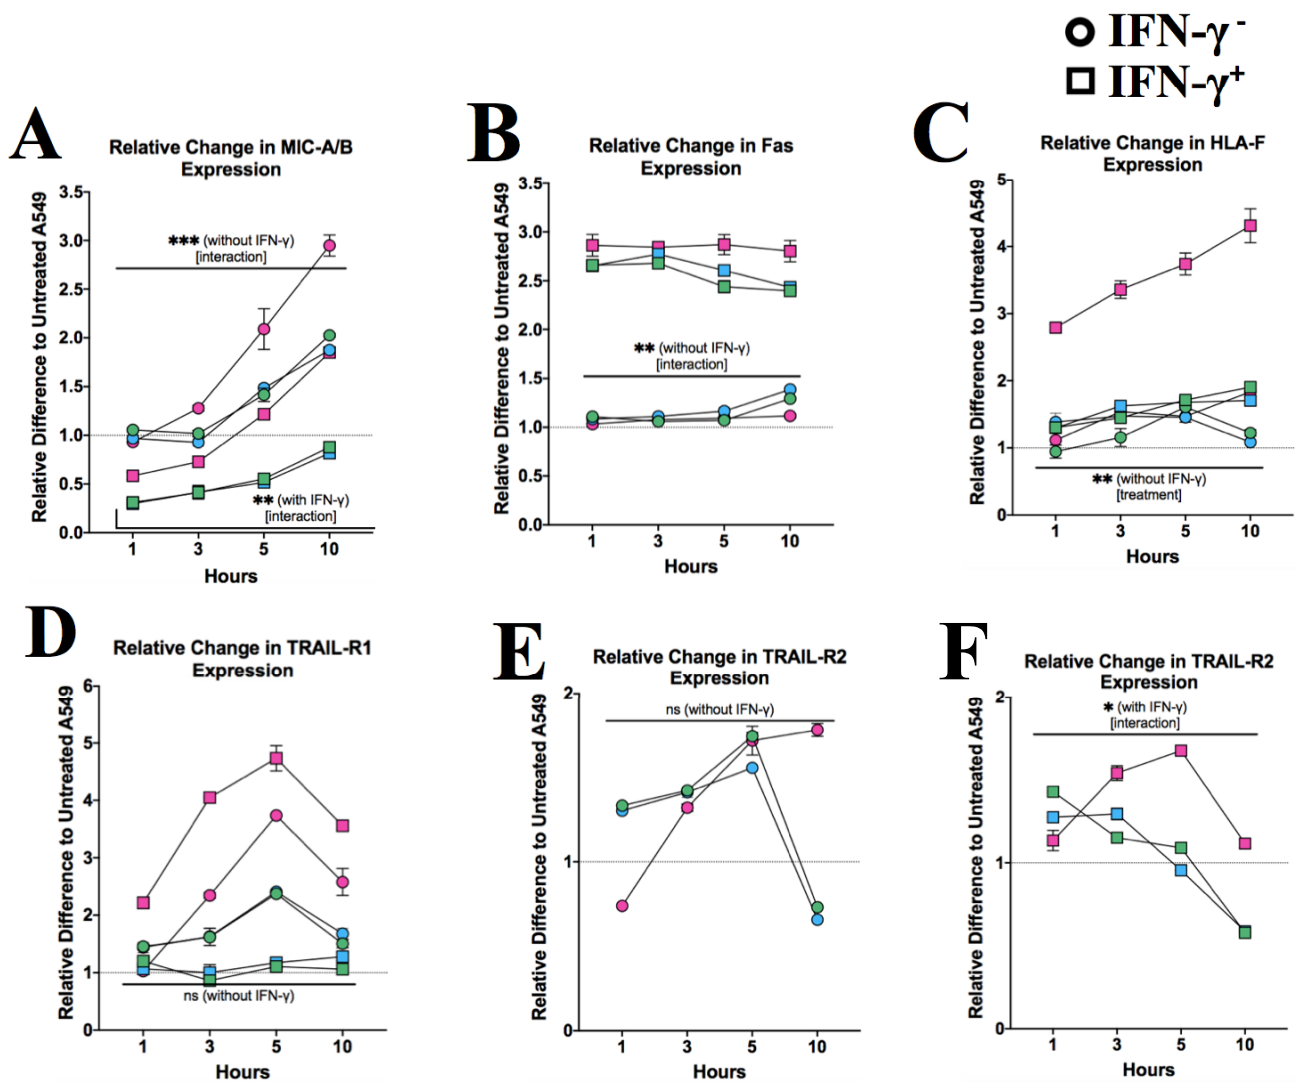 IFN-γ -
IFN-γ+
A
Relative Change in MIC-A/B
Expression
Relative Difference to Untreated A549
3.5
3.0
2.5
2.0
1.5
1.0
0.5
0.0
*** (without IFN-γ)
[interaction]
** (with IFN-γ)
[interaction]
1 3 5 10
Hours
B
Relative Change in Fas
Expression
Relative Difference to Untreated A549
3.5
3.0
2.5
2.0
1.5
1.0
0.5
0.0
** (without IFN-γ)
[interaction]
1 3 5 10
Hours
C
Relative Change in HLA-F
Expression
Relative Difference to Untreated A549
5
4
3
2
1
0
** (without IFN-γ)
[treatment]
1 3 5 10
Hours
D
Relative Change in TRAIL-R1
Expression
Relative Difference to Untreated A549
6
5
4
3
2
1
0
ns (without IFN-γ)
1 3 5 10
Hours
E
Relative Change in TRAIL-R2
Expression
Relative Difference to Untreated A549
2
1
0
ns (without IFN-γ)
1 3 5 10
Hours
F
Relative Change in TRAIL-R2
Expression
Relative Difference to Untreated A549
2
1
0
* (with IFN-γ)
[interaction]
1 3 5 10
Hours